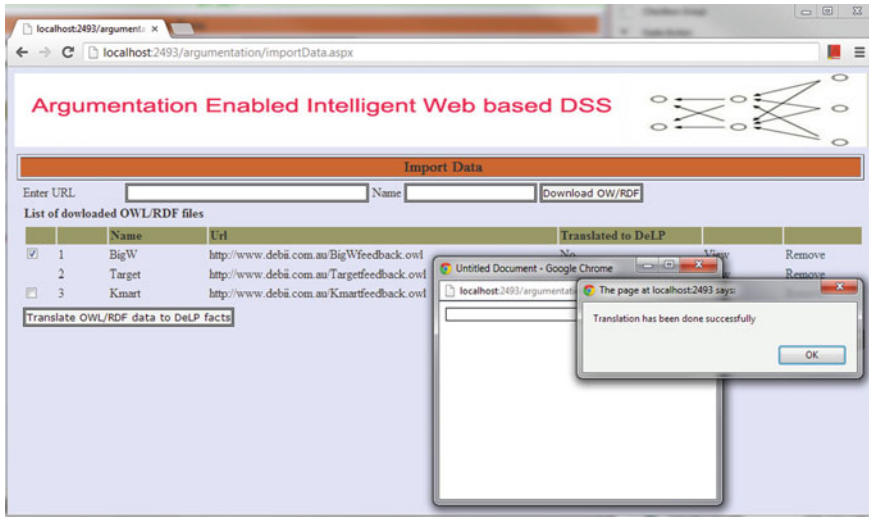 localhost:2493/argumenta
localhost:2493/argumentation/importData.aspx
Argumentation Enabled Intelligent Web based DSS
Import Data
Enter URL Name Download OW/RDF
List of dowloaded OWL/RDF files
Name Url Translated to DeLP
1 BigW http://www.debii.com.au/BigWfeedback.owl No View Remove
2 Target http://www.debii.com.au/Targetfeedback.owl Remove
3 Kmart http://www.debii.com.au/Kmartfeedback.owl
Translate OWL/RDF data to DeLP facts
Untitled Document - Google Chrome
localhost:2493/argumentati
The page at localhost:2493 says:
Translation has been done successfully
OK